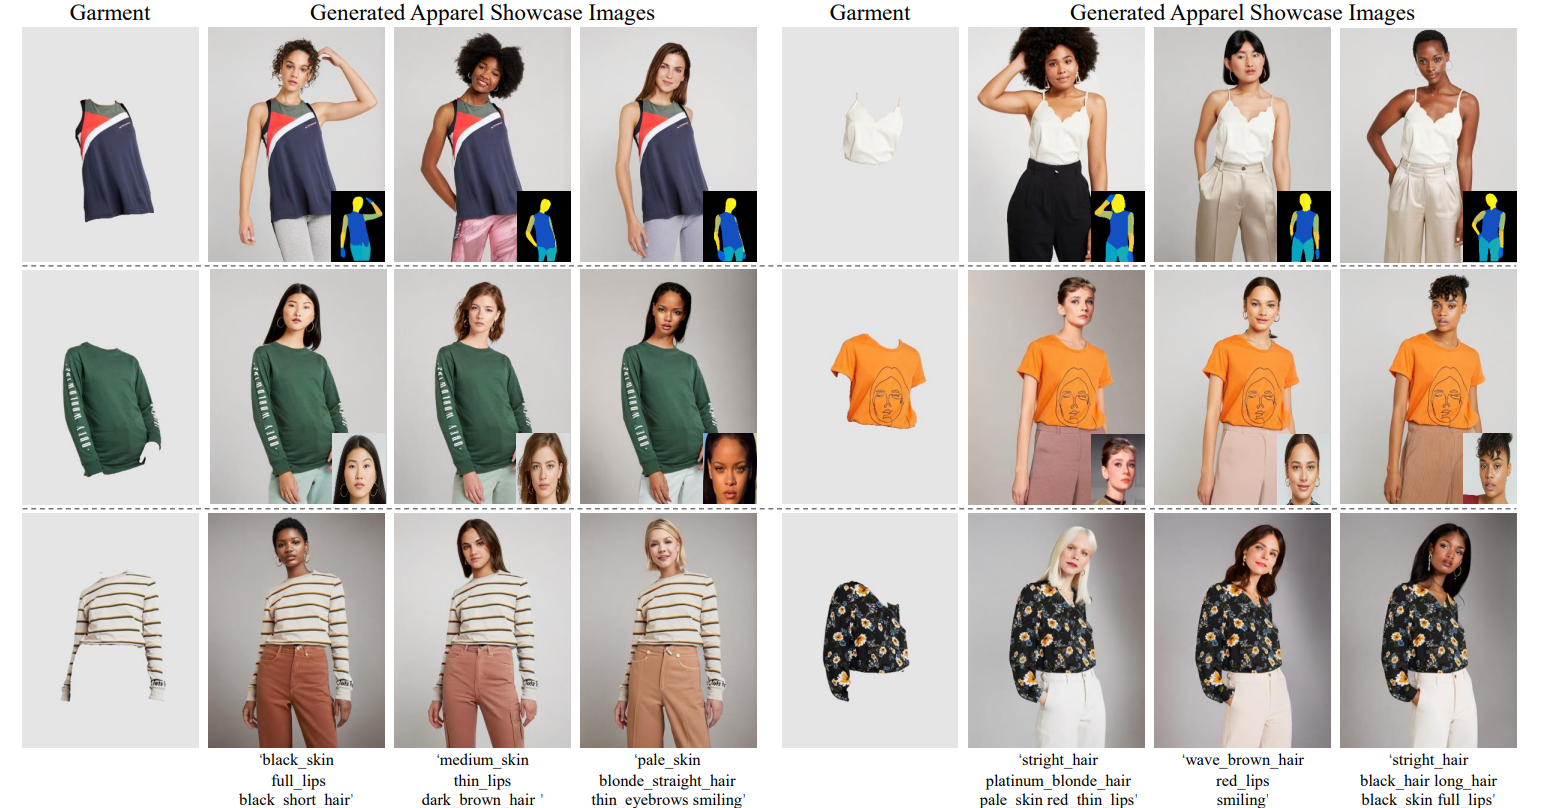 Garment
Generated Apparel Showcase Images
Garment
Generated Apparel Showcase Images
'black_skin
full_lips
black_short_hair'
'medium_skin
thin_lips
dark_brown_hair '
'pale_skin
blonde_straight_hair
thin_eyebrows smiling'
'stright_hair
platinum_blonde_hair
pale_skin red_thin_lips'
'wave_brown_hair
red_lips
smiling'
'stright_hair
black_hair long_hair
black_skin full_lips'